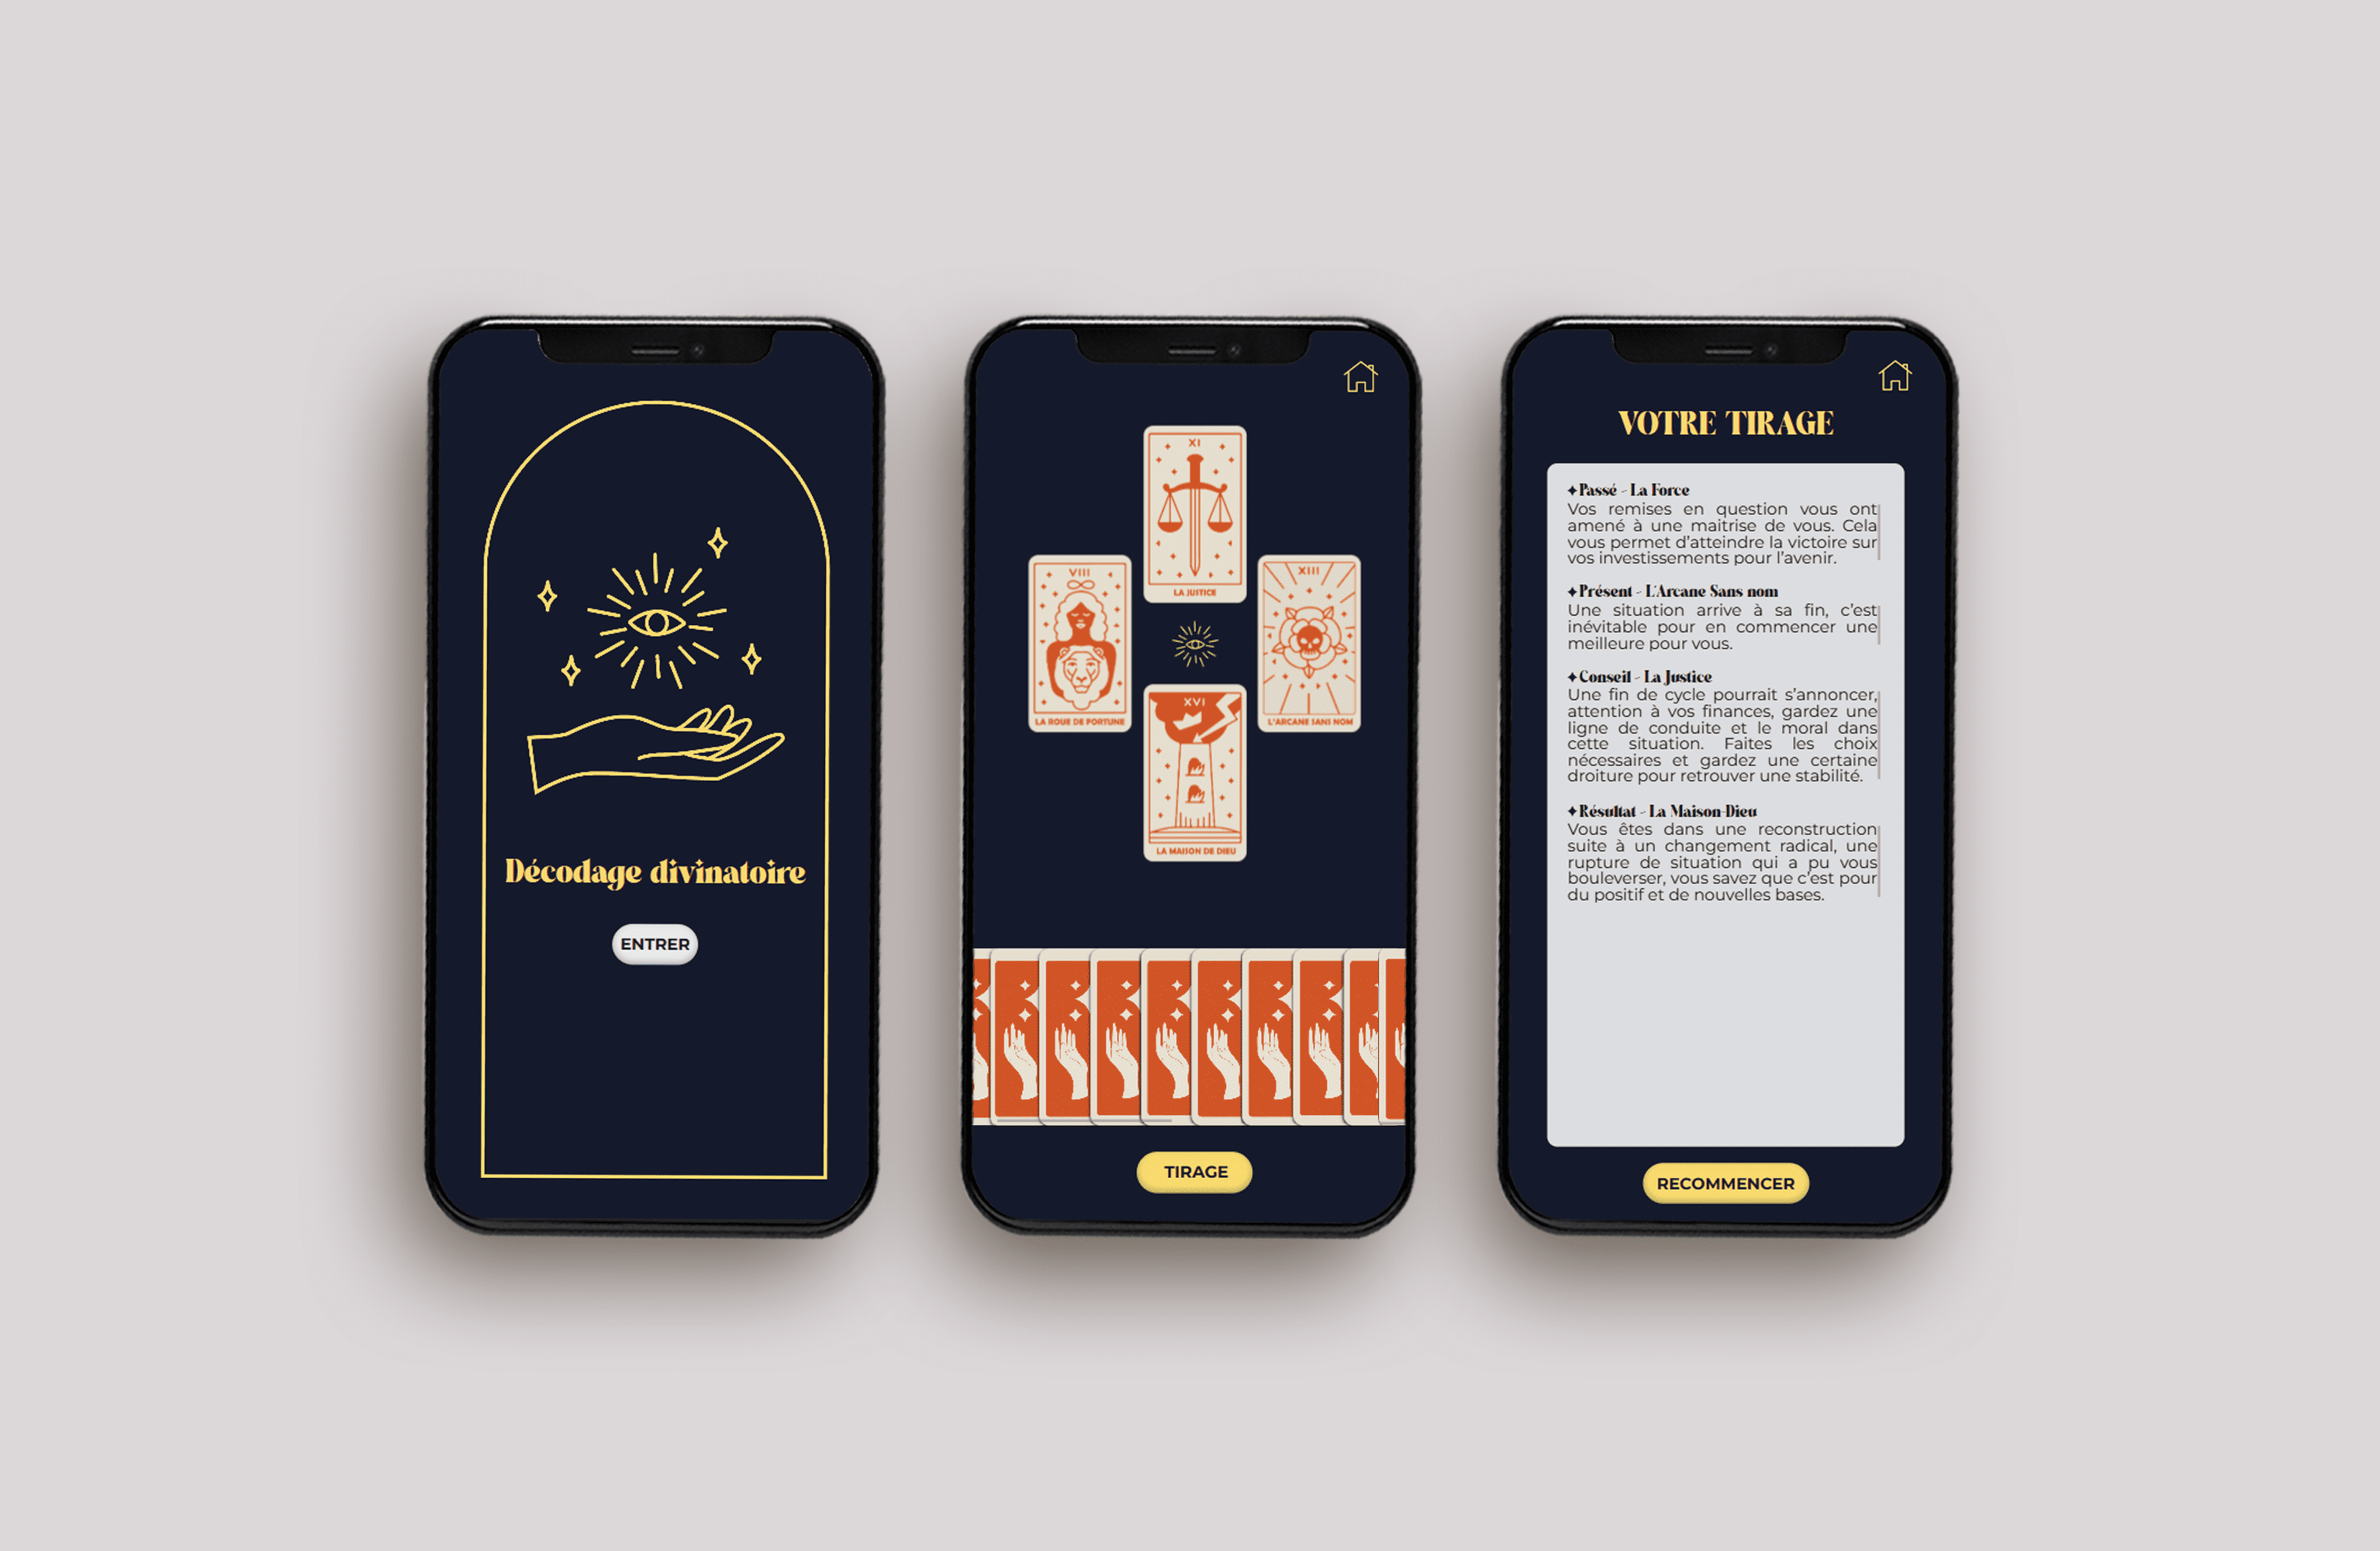 Décodage divinatoire
ENTRER
XI
LA JUSTICE
VIII
LA ROUE DE FORTUNE
XIII
L'ARCANE SANS NOM
XVI
LA MAISON DE DIEU
TIRAGE
VOTRE TIRAGE
✦Passé - La Force
Vos remises en question vous ont
amené à une maitrise de vous. Cela
vous permet d'atteindre la victoire sur
vos investissements pour l'avenir.
✦Présent - L'Arcane Sans nom
Une situation arrive à sa fin, c'est
inévitable pour en commencer une
meilleure pour vous.
✦Conseil - La Justice
Une fin de cycle pourrait s'annoncer,
attention à vos finances, gardez une
ligne de conduite et le moral dans
cette situation. Faites les choix
nécessaires et gardez une certaine
droiture pour retrouver une stabilité.
✦Résultat - La Maison-Dieu
Vous êtes dans une reconstruction
suite à un changement radical, une
rupture de situation qui a pu vous
bouleverser, vous savez que c'est pour
du positif et de nouvelles bases.
RECOMMENCER